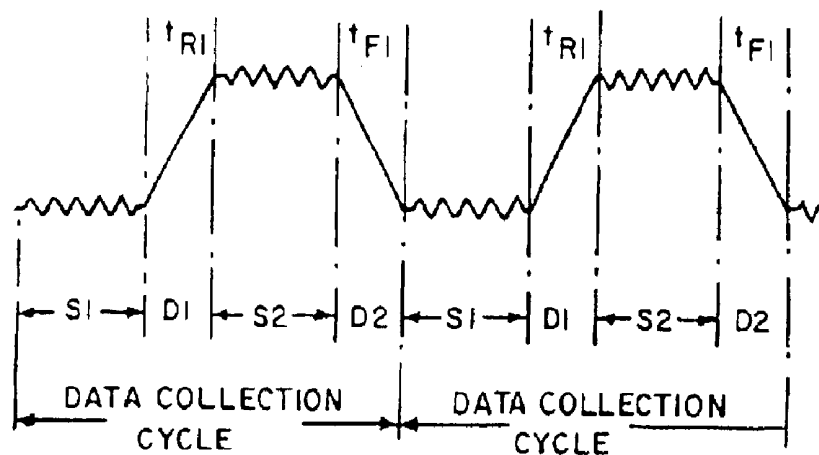 tR1 tF1 tR1 tF1
S1 D1 S2 D2 S1 D1 S2 D2
DATA COLLECTION CYCLE
DATA COLLECTION CYCLE